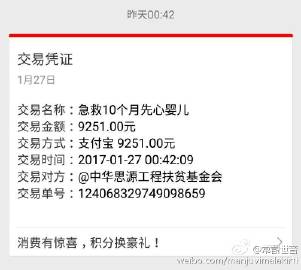 昨天00:42
交易凭证
1月27日
交易名称：急救10个月先心婴儿
交易金额：9251.00元
交易方式：支付宝 9251.00元
交易时间：2017-01-27 00:42:09
交易对方：@中华思源工程扶贫基金会
交易单号：124068329749098659
消费有惊喜，积分换豪礼！
weibo.com/manjuvimalakirti